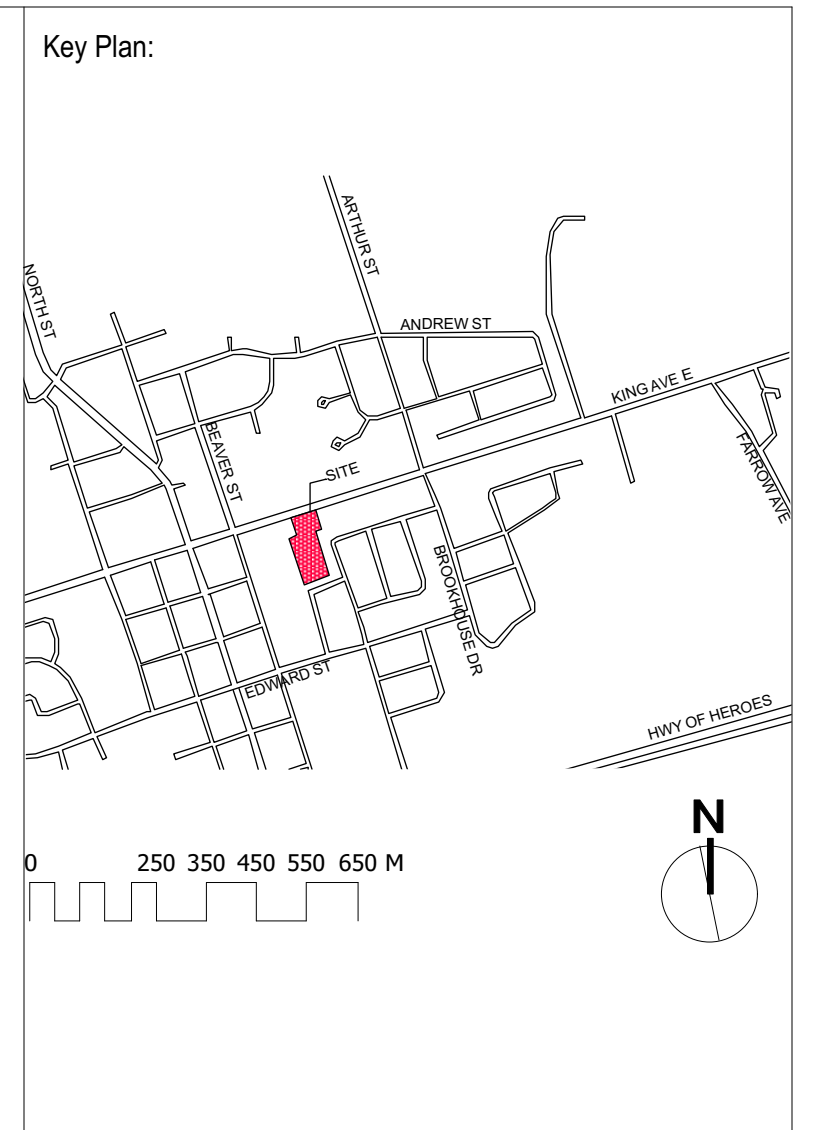 Key Plan:
ARTHUR ST
NORTH ST
ANDREW ST
KING AVE E
BEAVER ST
FARROW AVE
SITE
BROOKHOUSE DR
EDWARD ST
HWY OF HEROES
N
0 250 350 450 550 650 M